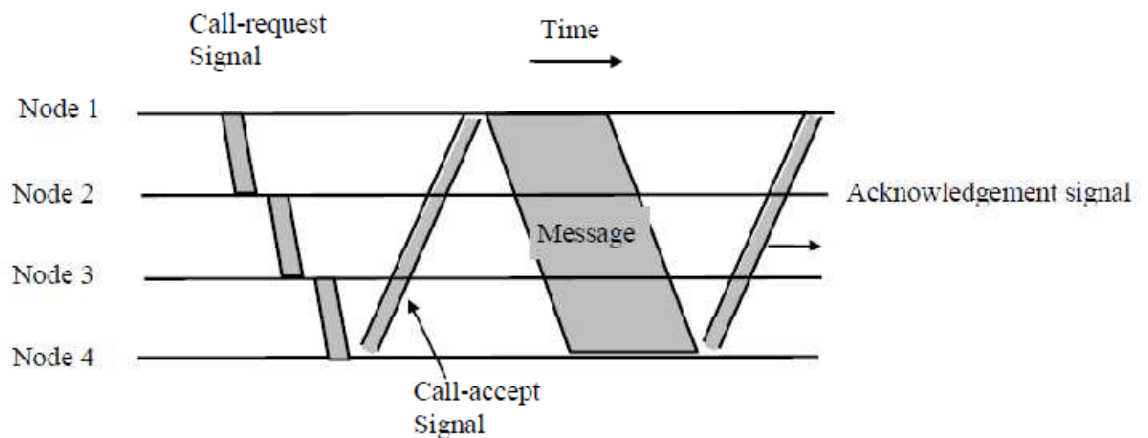 Call-request
Signal
Time
Node 1
Node 2
Acknowledgement signal
Message
Node 3
Node 4
Call-accept
Signal